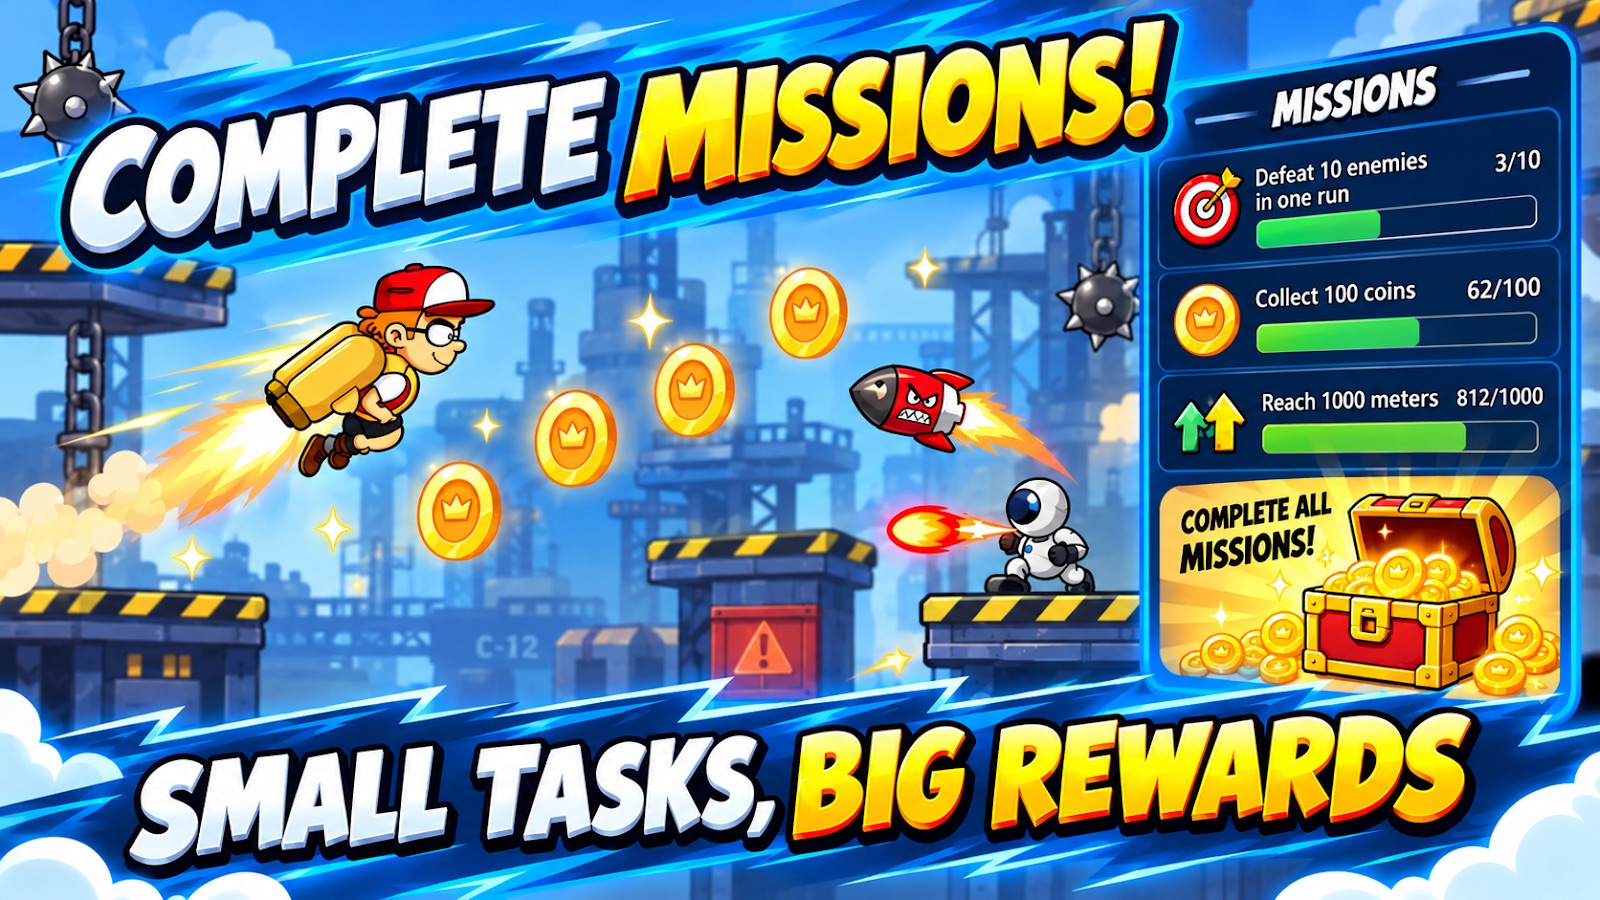 COMPLETE MISSIONS!
MISSIONS
Defeat 10 enemies
in one run
3/10
Collect 100 coins
62/100
Reach 1000 meters
812/1000
COMPLETE ALL
MISSIONS!
C-12
SMALL TASKS, BIG REWARDS